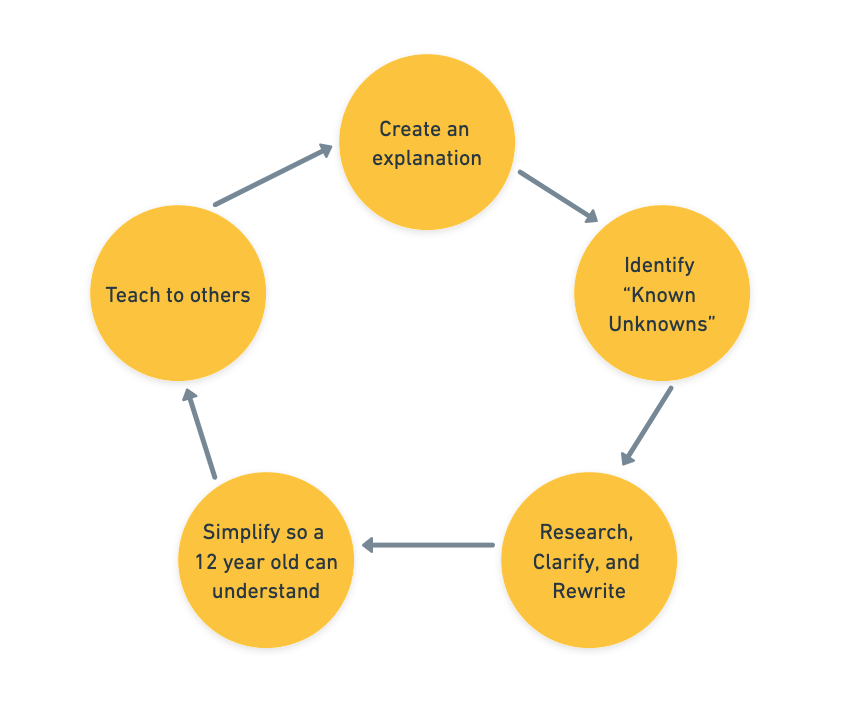 Create an
explanation
Identify
“Known
Unknowns”
Research,
Clarify, and
Rewrite
Simplify so a
12 year old can
understand
Teach to others